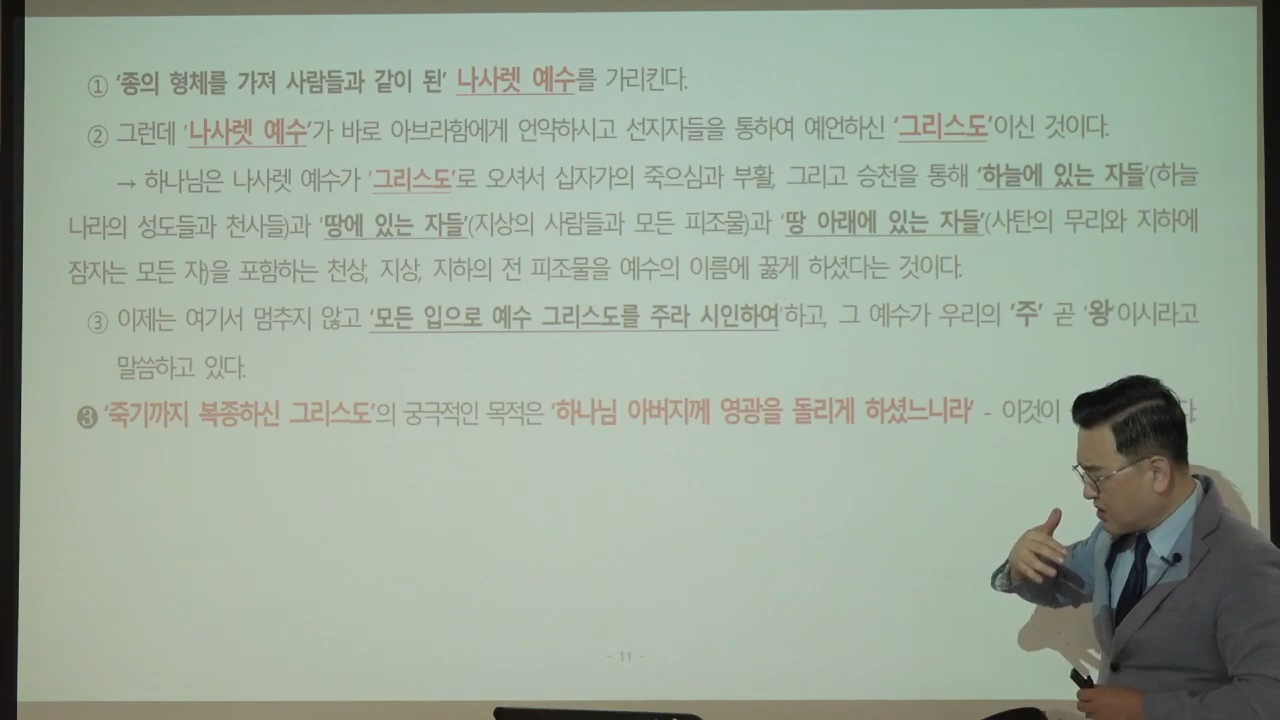 ① ‘종의 형체를 가져 사람들과 같이 된’ 나사렛 예수를 가리킨다.
② 그런데 ‘나사렛 예수’가 바로 아브라함에게 언약하시고 선지자들을 통하여 예언하신 ‘그리스도’이신 것이다.
→ 하나님은 나사렛 예수가 ‘그리스도’로 오셔서 십자가의 죽으심과 부활, 그리고 승천을 통해 ‘하늘에 있는 자들’(하늘
나라의 성도들과 천사들)과 ‘땅에 있는 자들’(지상의 사람들과 모든 피조물)과 ‘땅 아래에 있는 자들’(사탄의 무리와 지하에
잠자는 모든 자)을 포함하는 천상, 지상, 지하의 전 피조물을 예수의 이름에 꿇게 하셨다는 것이다.
③ 이제는 여기서 멈추지 않고 ‘모든 입으로 예수 그리스도를 주라 시인하여’하고, 그 예수가 우리의 ‘주’ 곧 ‘왕’이시라고
말씀하고 있다.
❸ ‘죽기까지 복종하신 그리스도’의 궁극적인 목적은 ‘하나님 아버지께 영광을 돌리게 하셨느니라’ - 이것이
- 11 -